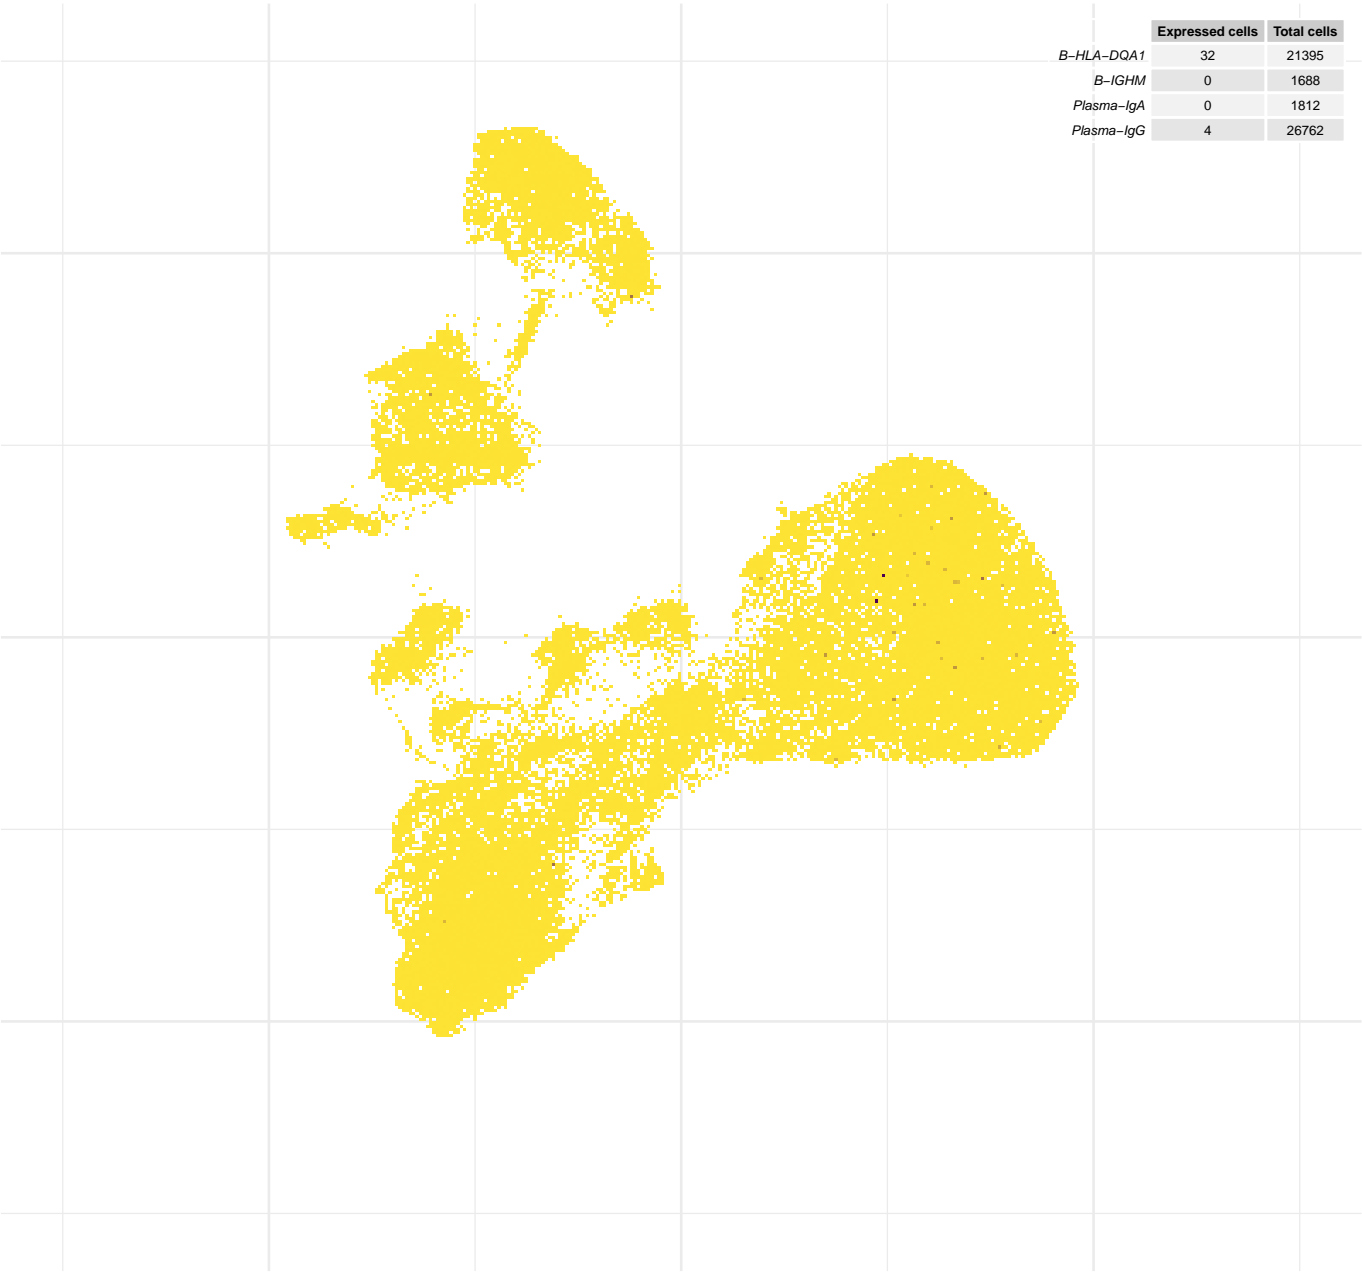 Expressed cells Total cells
B−HLA−DQA1 32 21395
B−IGHM 0 1688
Plasma−IgA 0 1812
Plasma−IgG 4 26762